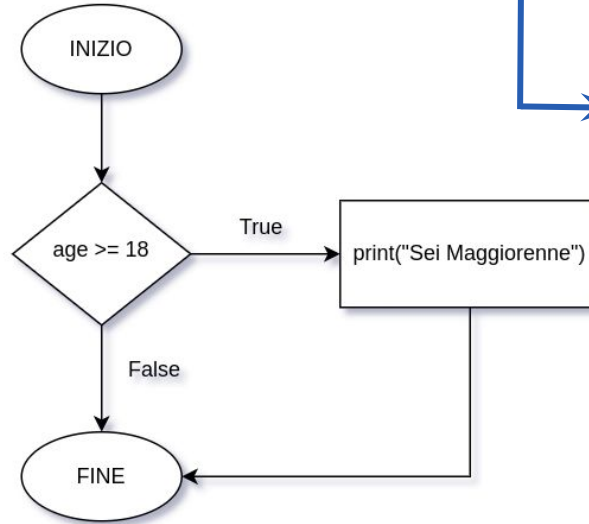 INIZIO
age >= 18
True
print("Sei Maggiorenne")
False
FINE